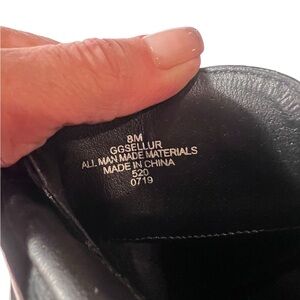 8M
GGSELLUR
ALL MAN MADE MATERIALS
MADE IN CHINA
520
0719